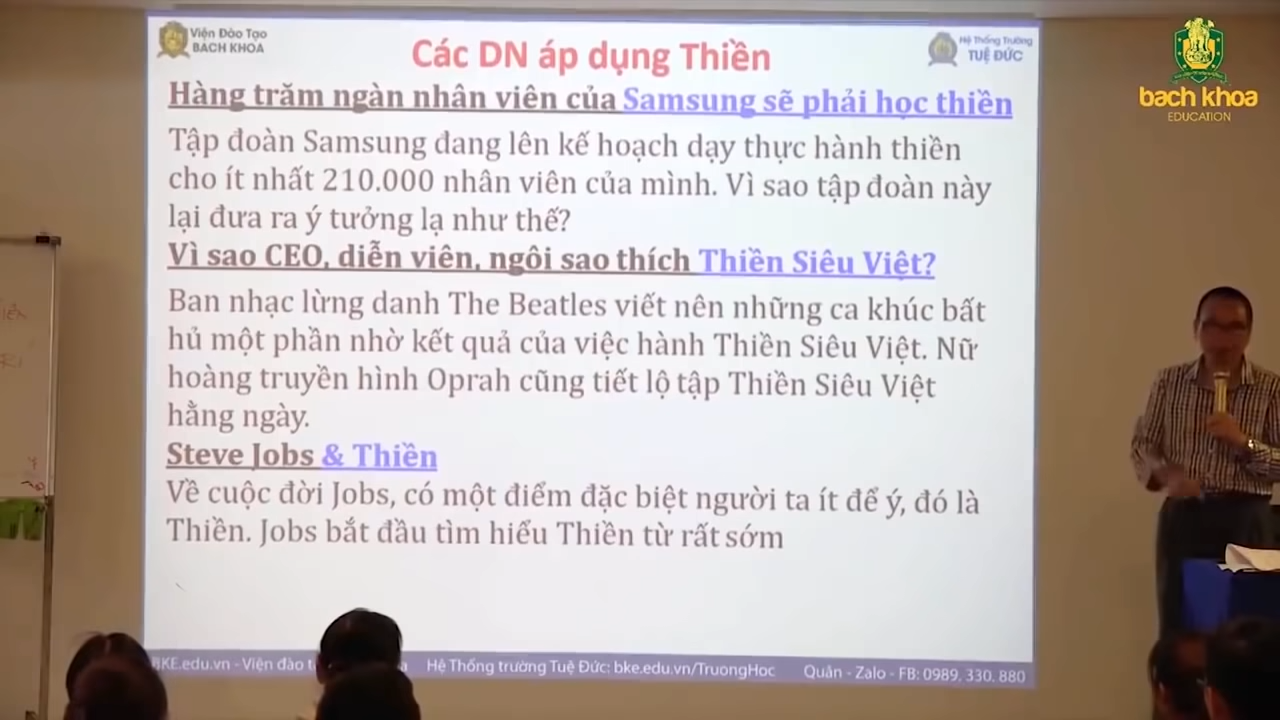 Viện Đào Tạo
BACH KHOA
Các DN áp dụng Thiền
Hệ Thống Trường
TUỆ ĐỨC
bach khoa
EDUCATION
Hàng trăm ngàn nhân viên của Samsung sẽ phải học thiền
Tập đoàn Samsung đang lên kế hoạch dạy thực hành thiền
cho ít nhất 210.000 nhân viên của mình. Vì sao tập đoàn này
lại đưa ra ý tưởng lạ như thế?
Vì sao CEO, diễn viên, ngôi sao thích Thiền Siêu Việt?
Ban nhạc lừng danh The Beatles viết nên những ca khúc bất
hủ một phần nhờ kết quả của việc hành Thiền Siêu Việt. Nữ
hoàng truyền hình Oprah cũng tiết lộ tập Thiền Siêu Việt
hằng ngày.
Steve Jobs & Thiền
Về cuộc đời Jobs, có một điểm đặc biệt người ta ít để ý, đó là
Thiền. Jobs bắt đầu tìm hiểu Thiền từ rất sớm
BKE.edu.vn - Viện đào Hệ Thống trường Tuệ Đức: bke.edu.vn/TruongHoc Quân - Zalo - FB: 0989. 330. 880